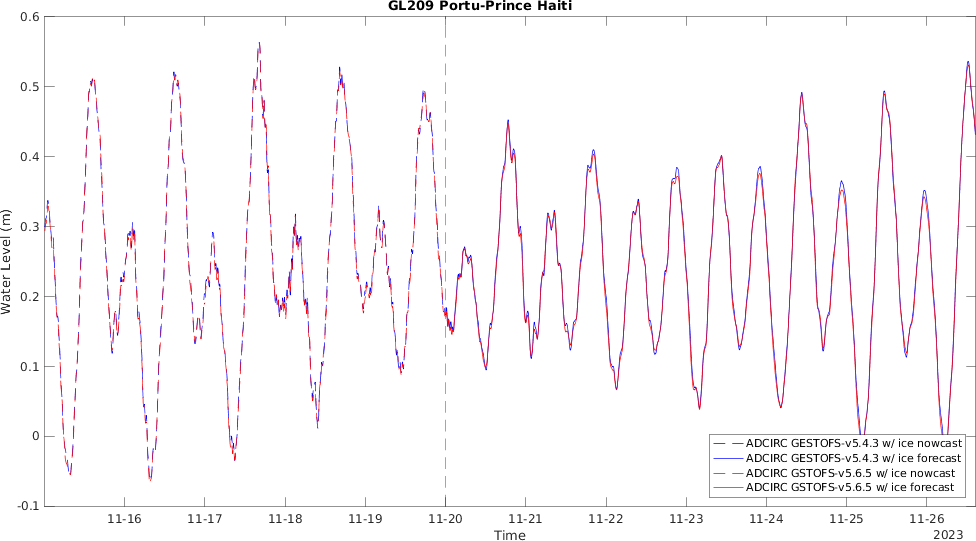 GL209 Portu-Prince Haiti
0.6
0.5
0.4
0.3
0.2
0.1
0
-0.1
Water Level (m)
11-16 11-17 11-18 11-19 11-20 11-21 11-22 11-23 11-24 11-25 11-26
Time
2023
ADCIRC GESTOFS-v5.4.3 w/ ice nowcast
ADCIRC GESTOFS-v5.4.3 w/ ice forecast
ADCIRC GSTOFS-v5.6.5 w/ ice nowcast
ADCIRC GSTOFS-v5.6.5 w/ ice forecast